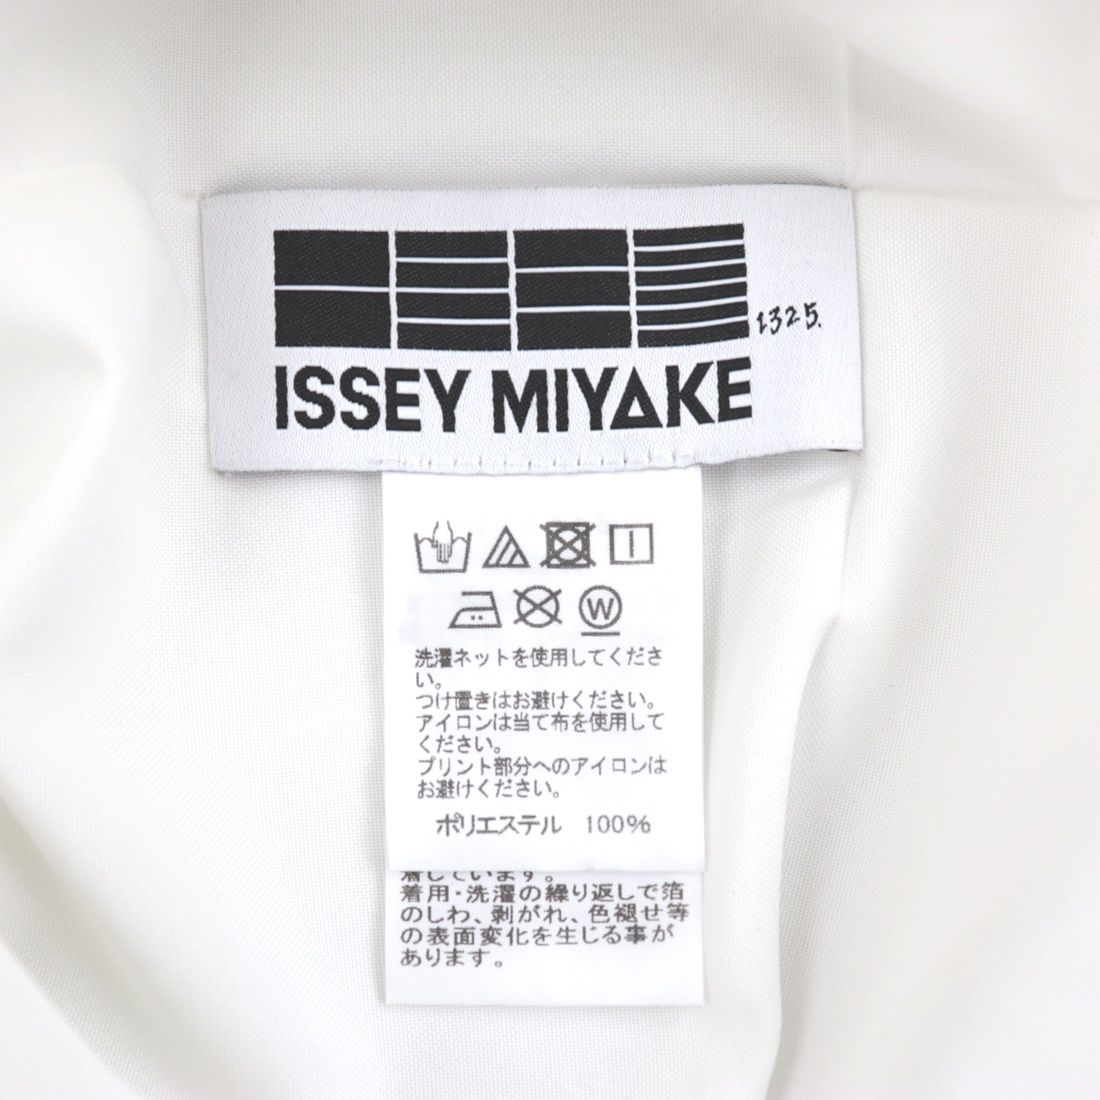 132 5.
ISSEY MIYAKE
W
洗濯ネットを使用してくださ
い。
つけ置きはお避けください。
アイロンは当て布を使用して
ください。
プリント部分へのアイロンは
お避けください。
ポリエステル 100%
しています。
着用・洗濯の繰り返しで箔
のしわ、剥がれ、色褪せ等
の表面変化を生じる事が
あります。